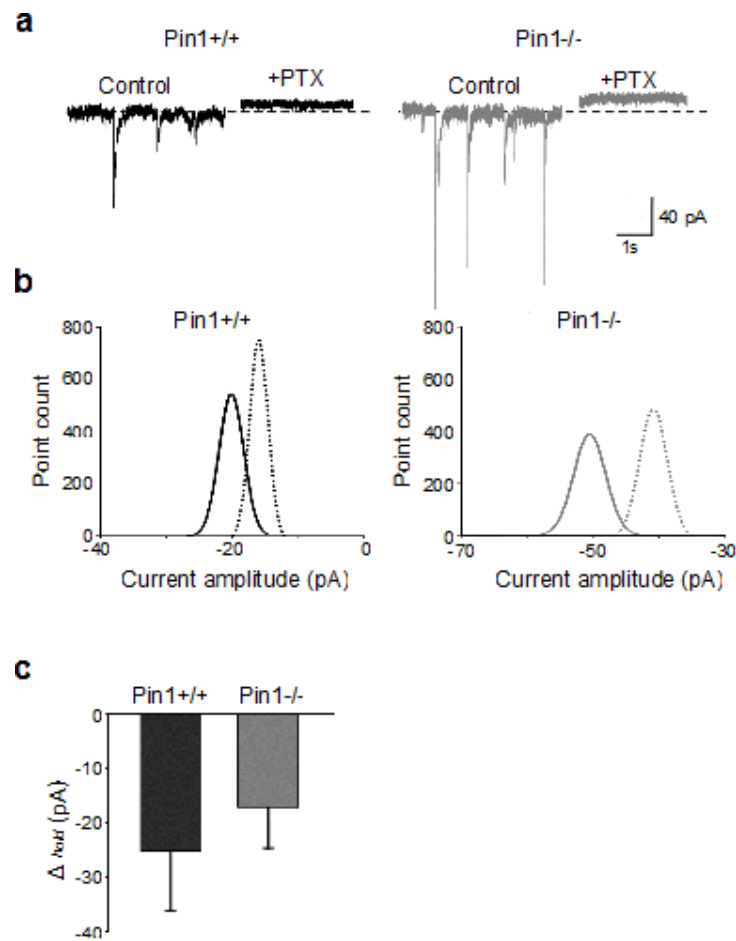 a
Pin1+/+ Pin1-/-
Control +PTX Control +PTX
40 pA
1s
b
Pin1+/+ Pin1-/-
800 800
600 600
400 400
200 200
0 0
Point count Point count
-40 -20 0 -70 -50 -30
Current amplitude (pA) Current amplitude (pA)
c
Pin1+/+ Pin1-/-
0
-10
-20
-30
-40
Δ hold (pA)